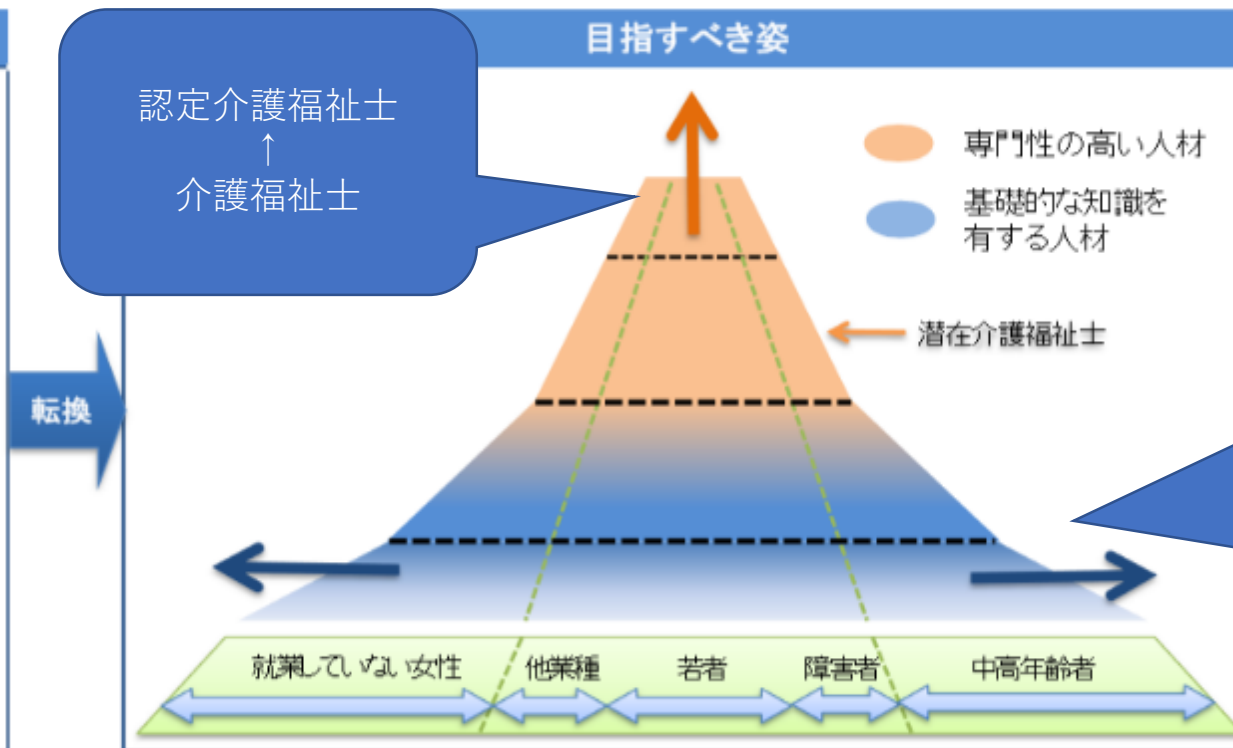 目指すべき姿
認定介護福祉士
↑
介護福祉士
専門性の高い人材
基礎的な知識を
有する人材
潜在介護福祉士
転換
就業していない女性
他業種
若者
障害者
中高年齢者